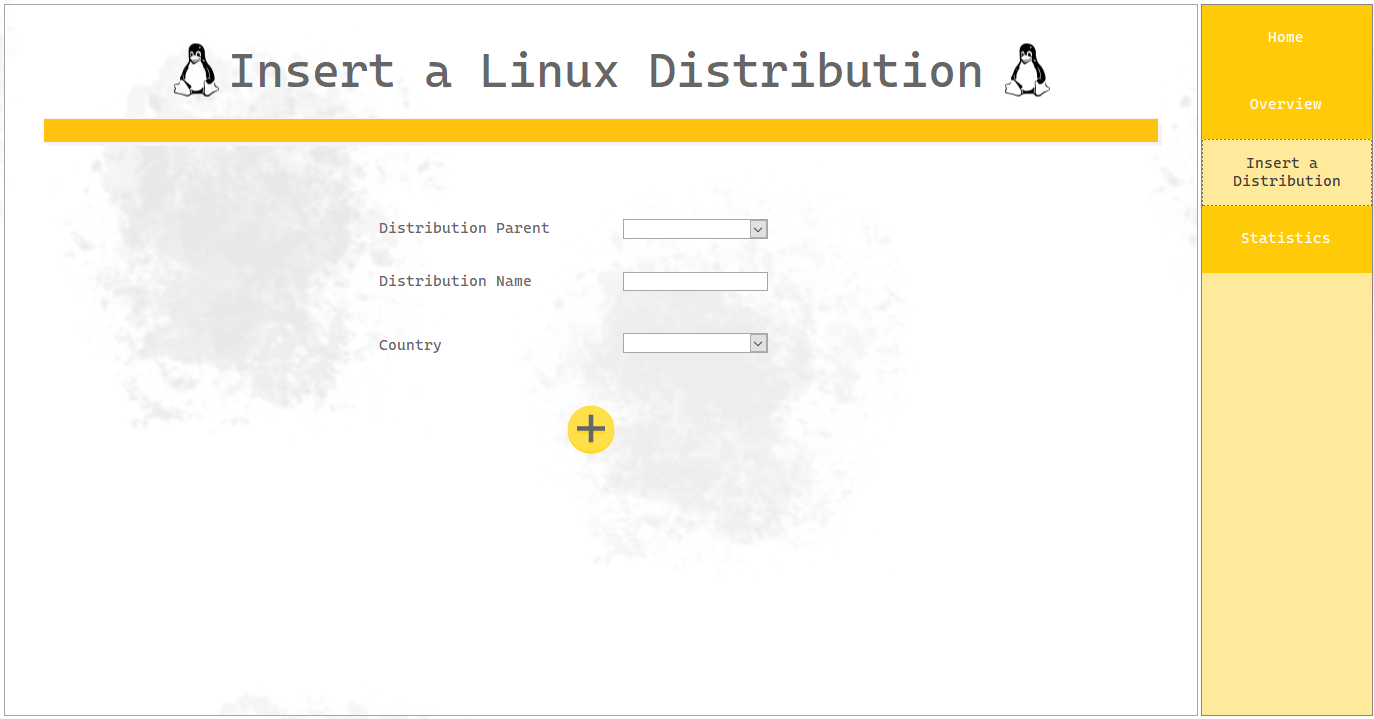 Insert a Linux Distribution
Distribution Parent
Distribution Name
Country
Home
Overview
Insert a
Distribution
Statistics